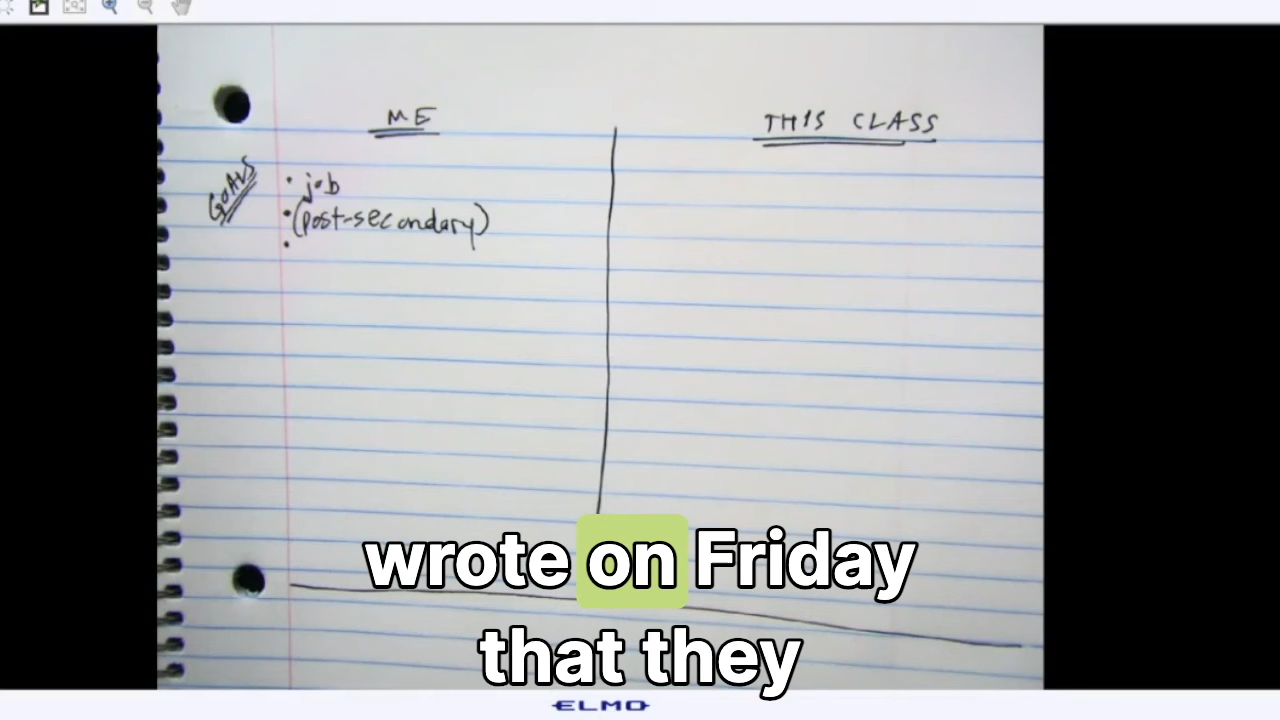 ME
THIS CLASS
GOALS
• job
• (post-secondary)
•
wrote on Friday
that they
ELMO